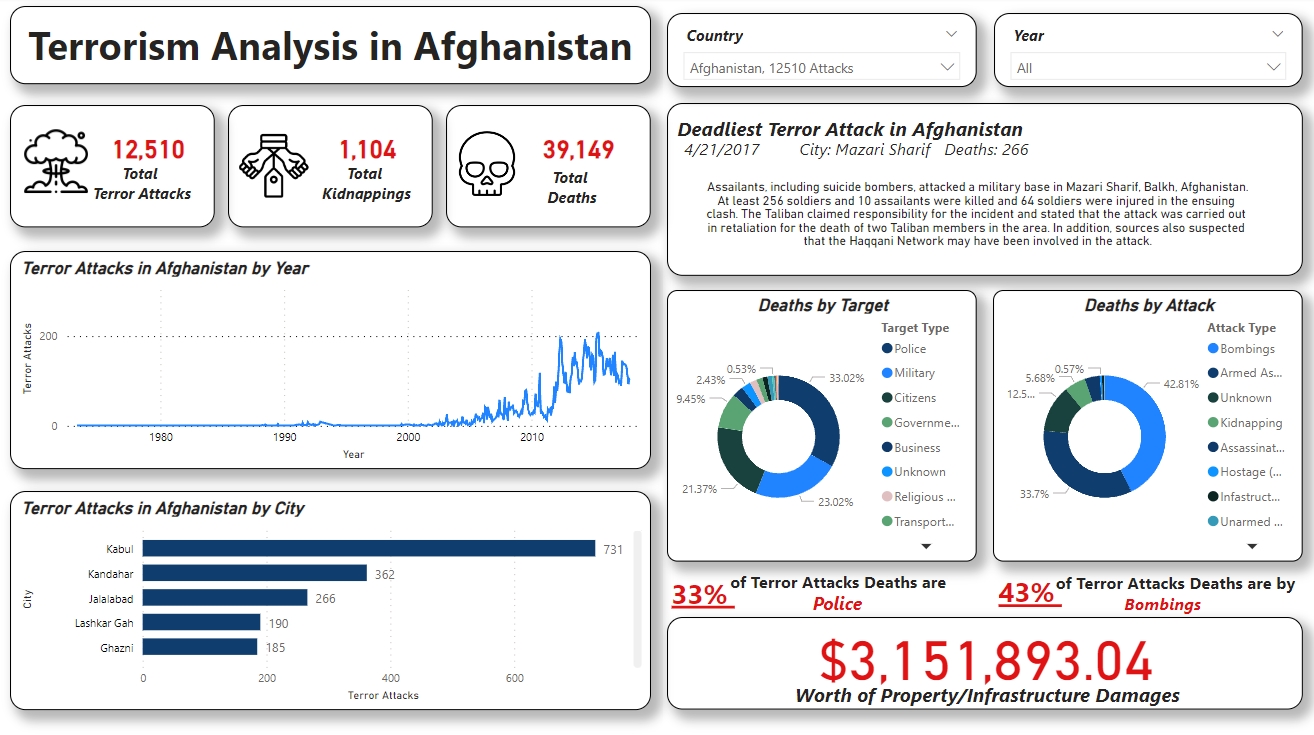 Terrorism Analysis in Afghanistan
Country
Afghanistan, 12510 Attacks
Year
All
12,510
Total
Terror Attacks
1,104
Total
Kidnappings
39,149
Total
Deaths
Deadliest Terror Attack in Afghanistan
4/21/2017 City: Mazari Sharif Deaths: 266
Assailants, including suicide bombers, attacked a military base in Mazari Sharif, Balkh, Afghanistan.
At least 256 soldiers and 10 assailants were killed and 64 soldiers were injured in the ensuing
clash. The Taliban claimed responsibility for the incident and stated that the attack was carried out
in retaliation for the death of two Taliban members in the area. In addition, sources also suspected
that the Haqqani Network may have been involved in the attack.
Terror Attacks in Afghanistan by Year
Terror Attacks
200
0
1980 1990 2000 2010
Year
Terror Attacks in Afghanistan by City
City
Kabul 731
Kandahar 362
Jalalabad 266
Lashkar Gah 190
Ghazni 185
0 200 400 600
Terror Attacks
Deaths by Target
Target Type
Police
Military
Citizens
Governme...
Business
Unknown
Religious ...
Transport...
0.53%
2.43%
9.45%
21.37%
33.02%
23.02%
Deaths by Attack
Attack Type
Bombings
Armed As...
Unknown
Kidnapping
Assassinat...
Hostage (...
Infastruct...
Unarmed ...
0.57%
5.68%
12.5...
33.7%
42.81%
33% of Terror Attacks Deaths are
Police
43% of Terror Attacks Deaths are by
Bombings
$3,151,893.04
Worth of Property/Infrastructure Damages